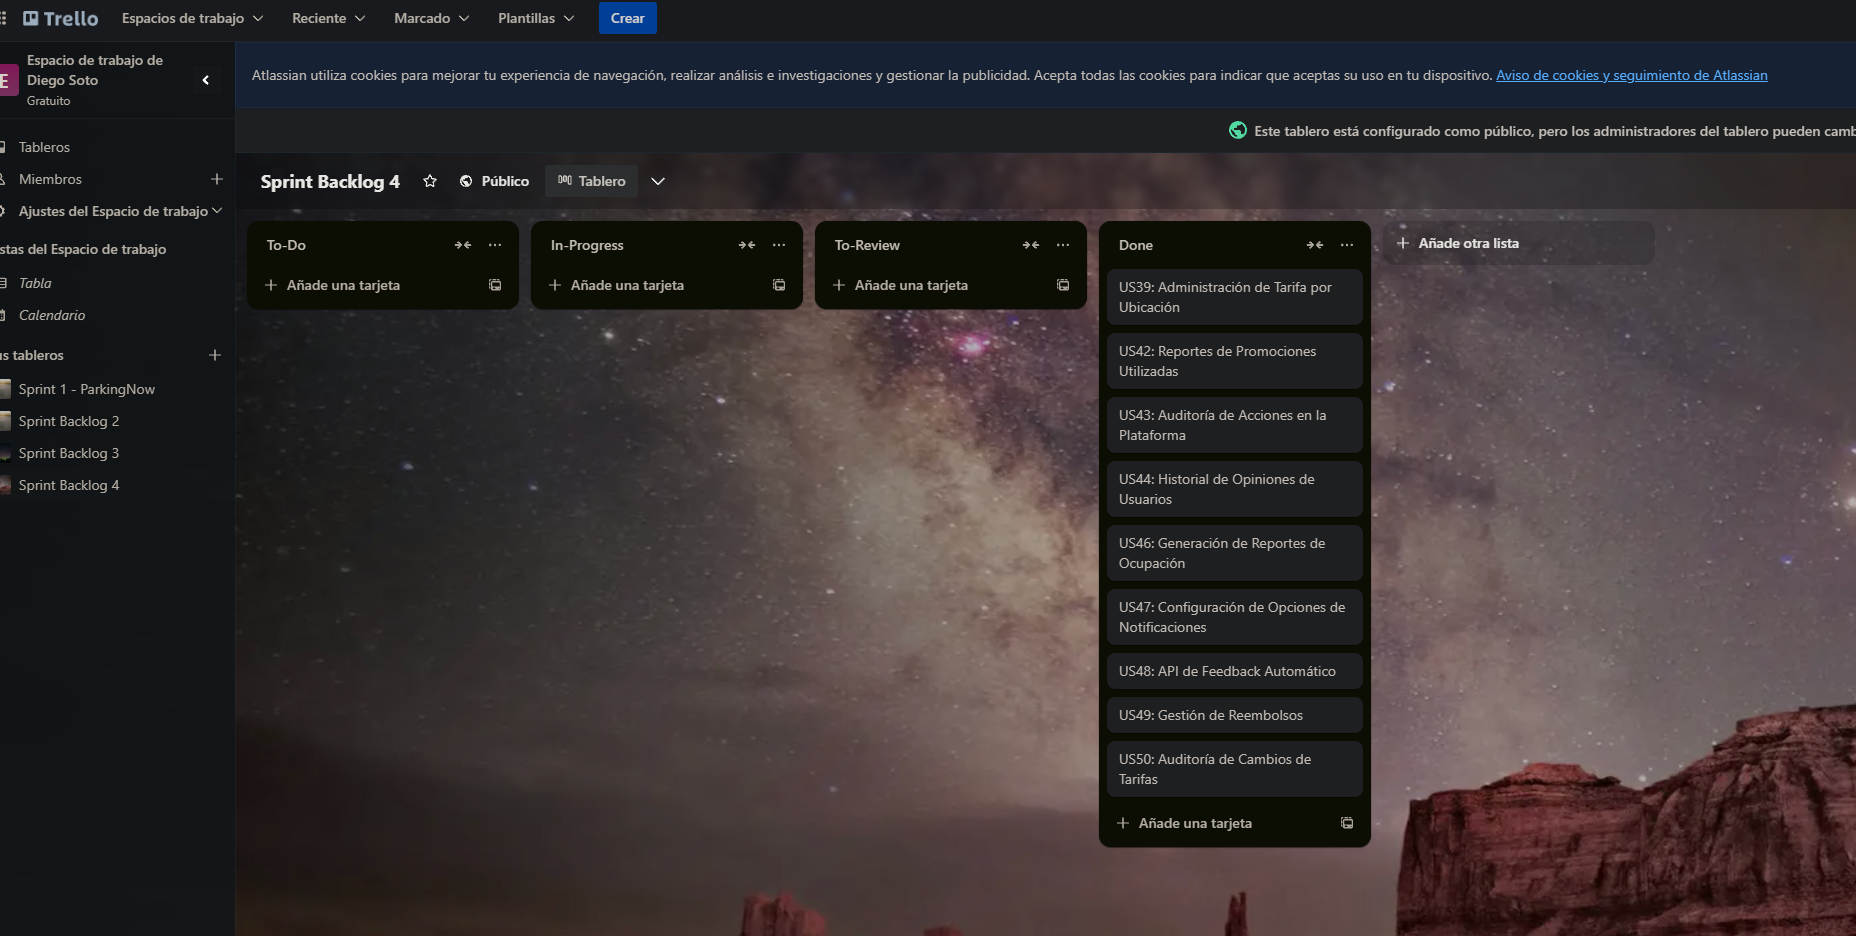 Trello
Espacios de trabajo
Reciente
Marcado
Plantillas
Crear
E
Espacio de trabajo de
Diego Soto
Gratuito
Tableros
Miembros
Ajustes del Espacio de trabajo
stas del Espacio de trabajo
Tabla
Calendario
us tableros
Sprint 1 - ParkingNow
Sprint Backlog 2
Sprint Backlog 3
Sprint Backlog 4
Atlassian utiliza cookies para mejorar tu experiencia de navegación, realizar análisis e investigaciones y gestionar la publicidad. Acepta todas las cookies para indicar que aceptas su uso en tu dispositivo. Aviso de cookies y seguimiento de Atlassian
Este tablero está configurado como público, pero los administradores del tablero pueden camb
Sprint Backlog 4
Público
Tablero
To-Do
Añade una tarjeta
In-Progress
Añade una tarjeta
To-Review
Añade una tarjeta
Done
US39: Administración de Tarifa por
Ubicación
US42: Reportes de Promociones
Utilizadas
US43: Auditoría de Acciones en la
Plataforma
US44: Historial de Opiniones de
Usuarios
US46: Generación de Reportes de
Ocupación
US47: Configuración de Opciones de
Notificaciones
US48: API de Feedback Automático
US49: Gestión de Reembolsos
US50: Auditoría de Cambios de
Tarifas
Añade una tarjeta
Añade otra lista